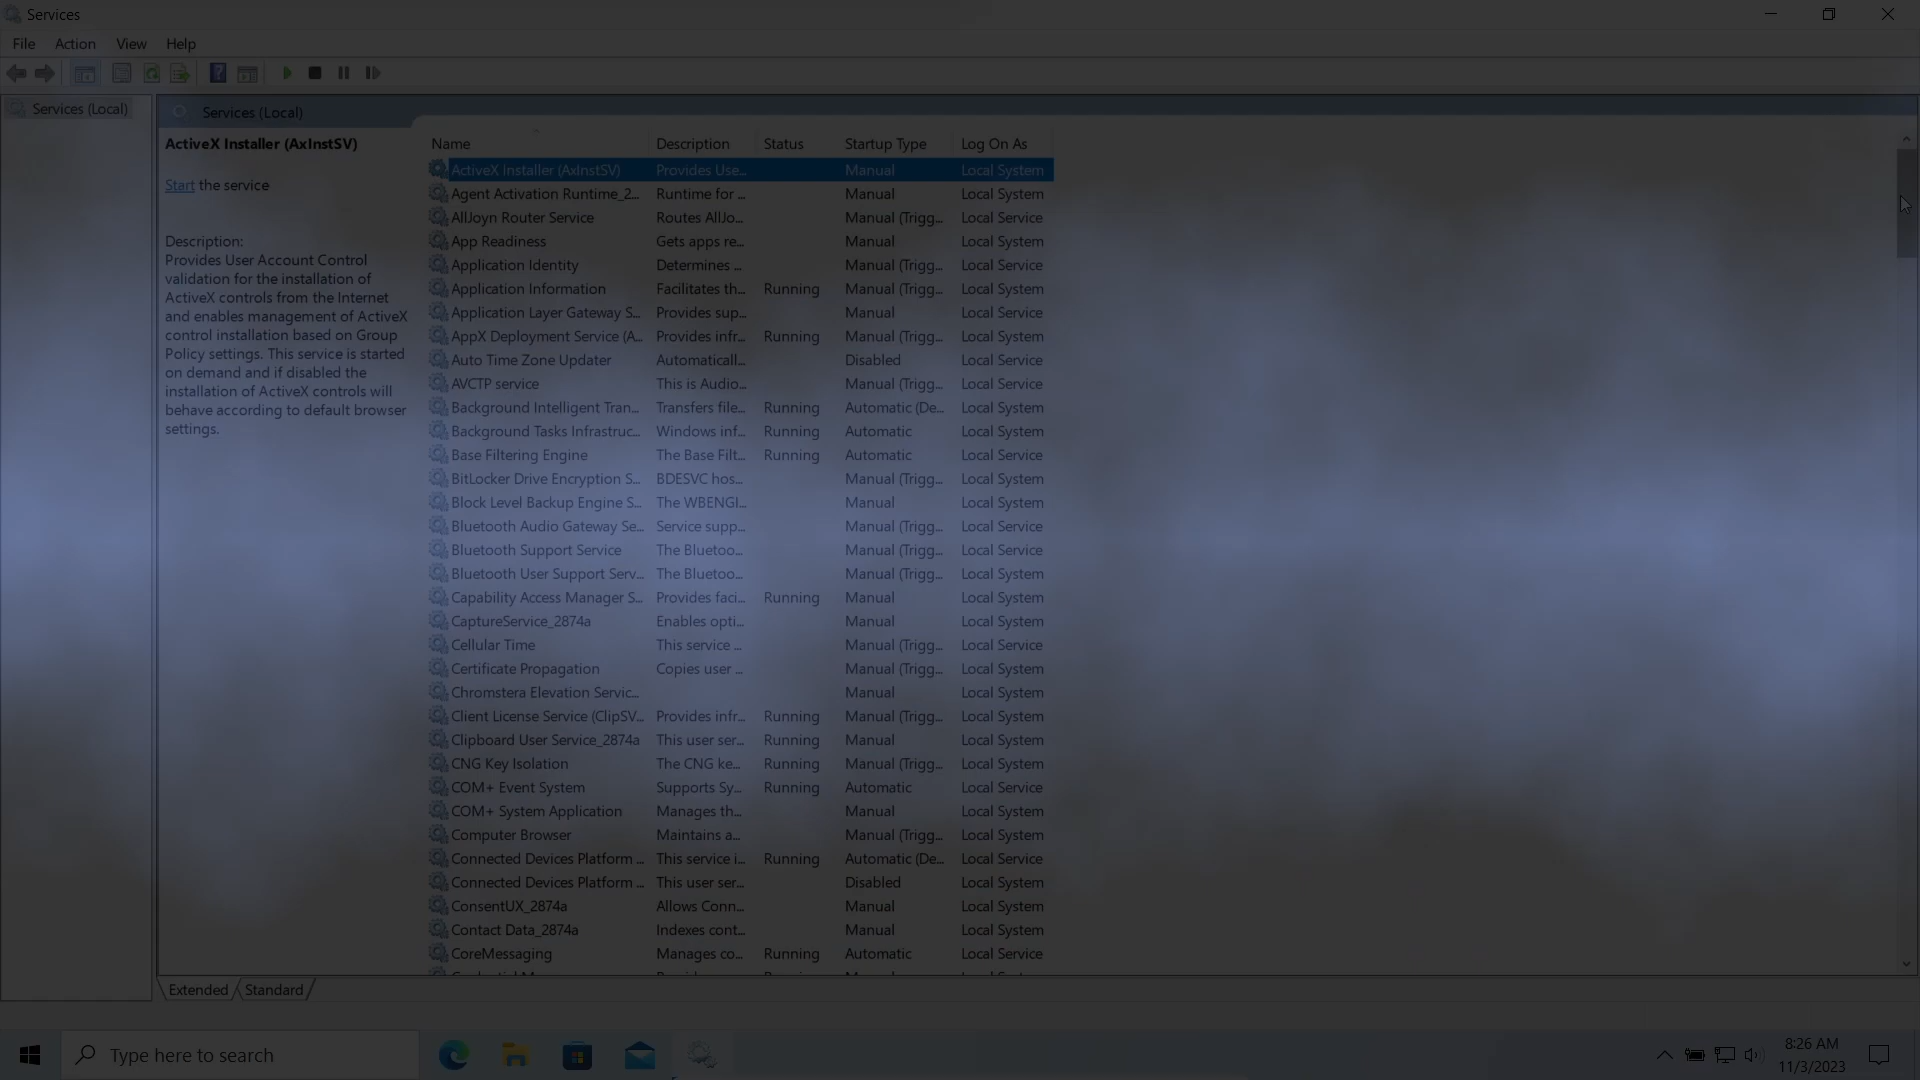 Services
File Action View Help
Services (Local)
Services (Local)
ActiveX Installer (AxInstSV)
Start the service
Description:
Provides User Account Control
validation for the installation of
ActiveX controls from the Internet
and enables management of ActiveX
control installation based on Group
Policy settings. This service is started
on demand and if disabled the
installation of ActiveX controls will
behave according to default browser
settings.
Name Description Status Startup Type Log On As
ActiveX Installer (AxInstSV) Provides Use... Manual Local System
Agent Activation Runtime_2... Runtime for ... Manual Local System
AllJoyn Router Service Routes AllJo... Manual (Trigg... Local Service
App Readiness Gets apps re... Manual Local System
Application Identity Determines ... Manual (Trigg... Local Service
Application Information Facilitates th... Running Manual (Trigg... Local System
Application Layer Gateway S... Provides sup... Manual Local Service
AppX Deployment Service (A... Provides infr... Running Manual (Trigg... Local System
Auto Time Zone Updater Automaticall... Disabled Local Service
AVCTP service This is Audio... Manual (Trigg... Local Service
Background Intelligent Tran... Transfers file... Running Automatic (De... Local System
Background Tasks Infrastruc... Windows inf... Running Automatic Local System
Base Filtering Engine The Base Filt... Running Automatic Local Service
BitLocker Drive Encryption S... BDESVC hos... Manual (Trigg... Local System
Block Level Backup Engine S... The WBENGI... Manual Local System
Bluetooth Audio Gateway Se... Service supp... Manual (Trigg... Local Service
Bluetooth Support Service The Bluetoo... Manual (Trigg... Local Service
Bluetooth User Support Serv... The Bluetoo... Manual (Trigg... Local System
Capability Access Manager S... Provides faci... Running Manual Local System
CaptureService_2874a Enables opti... Manual Local System
Cellular Time This service ... Manual (Trigg... Local Service
Certificate Propagation Copies user ... Manual (Trigg... Local System
Chromstera Elevation Servic... Manual Local System
Client License Service (ClipSV... Provides infr... Running Manual (Trigg... Local System
Clipboard User Service_2874a This user ser... Running Manual Local System
CNG Key Isolation The CNG ke... Running Manual (Trigg... Local System
COM+ Event System Supports Sy... Running Automatic Local Service
COM+ System Application Manages th... Manual Local System
Computer Browser Maintains a... Manual (Trigg... Local System
Connected Devices Platform ... This service i... Running Automatic (De... Local Service
Connected Devices Platform ... This user ser... Disabled Local System
ConsentUX_2874a Allows Conn... Manual Local System
Contact Data_2874a Indexes cont... Manual Local System
CoreMessaging Manages co... Running Automatic Local Service
Extended Standard
Type here to search
8:26 AM
11/3/2023